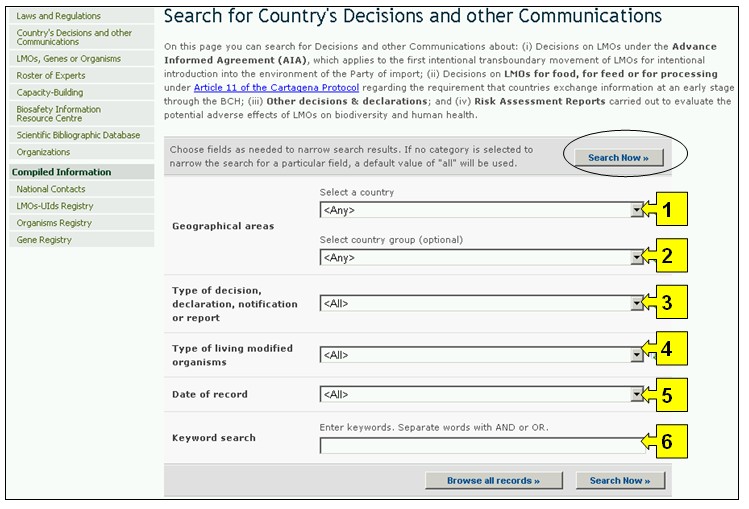 Laws and Regulations
Country's Decisions and other
Communications
LMOs, Genes or Organisms
Roster of Experts
Capacity-Building
Biosafety Information
Resource Centre
Scientific Bibliographic Database
Organizations
Compiled Information
National Contacts
LMOs-UIds Registry
Organisms Registry
Gene Registry
Search for Country's Decisions and other Communications
On this page you can search for Decisions and other Communications about: (i) Decisions on LMOs under the Advance
Informed Agreement (AIA), which applies to the first intentional transboundary movement of LMOs for intentional
introduction into the environment of the Party of import; (ii) Decisions on LMOs for food, for feed or for processing
under Article 11 of the Cartagena Protocol regarding the requirement that countries exchange information at an early stage
through the BCH; (iii) Other decisions & declarations; and (iv) Risk Assessment Reports carried out to evaluate the
potential adverse effects of LMOs on biodiversity and human health.
Choose fields as needed to narrow search results. If no category is selected to
narrow the search for a particular field, a default value of "all" will be used.
Search Now »
Geographical areas
Select a country
<Any>
1
Select country group (optional)
<Any>
2
Type of decision,
declaration, notification
or report
<All>
3
Type of living modified
organisms
<All>
4
Date of record
<All>
5
Keyword search
Enter keywords. Separate words with AND or OR.
6
Browse all records »
Search Now »